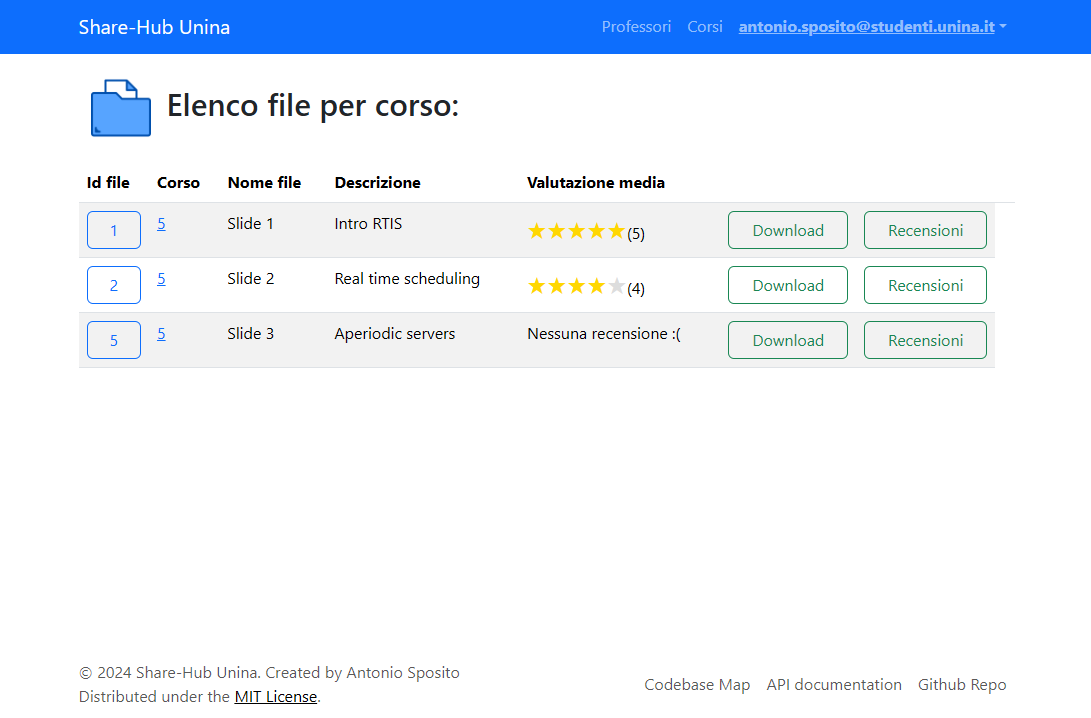 Share-Hub Unina Professori Corsi antonio.sposito@studenti.unina.it
Elenco file per corso:
Id file Corso Nome file Descrizione Valutazione media
1 5 Slide 1 Intro RTIS ★★★★★(5) Download Recensioni
2 5 Slide 2 Real time scheduling ★★★★★(4) Download Recensioni
5 5 Slide 3 Aperiodic servers Nessuna recensione :( Download Recensioni
© 2024 Share-Hub Unina. Created by Antonio Sposito
Distributed under the MIT License.
Codebase Map API documentation Github Repo